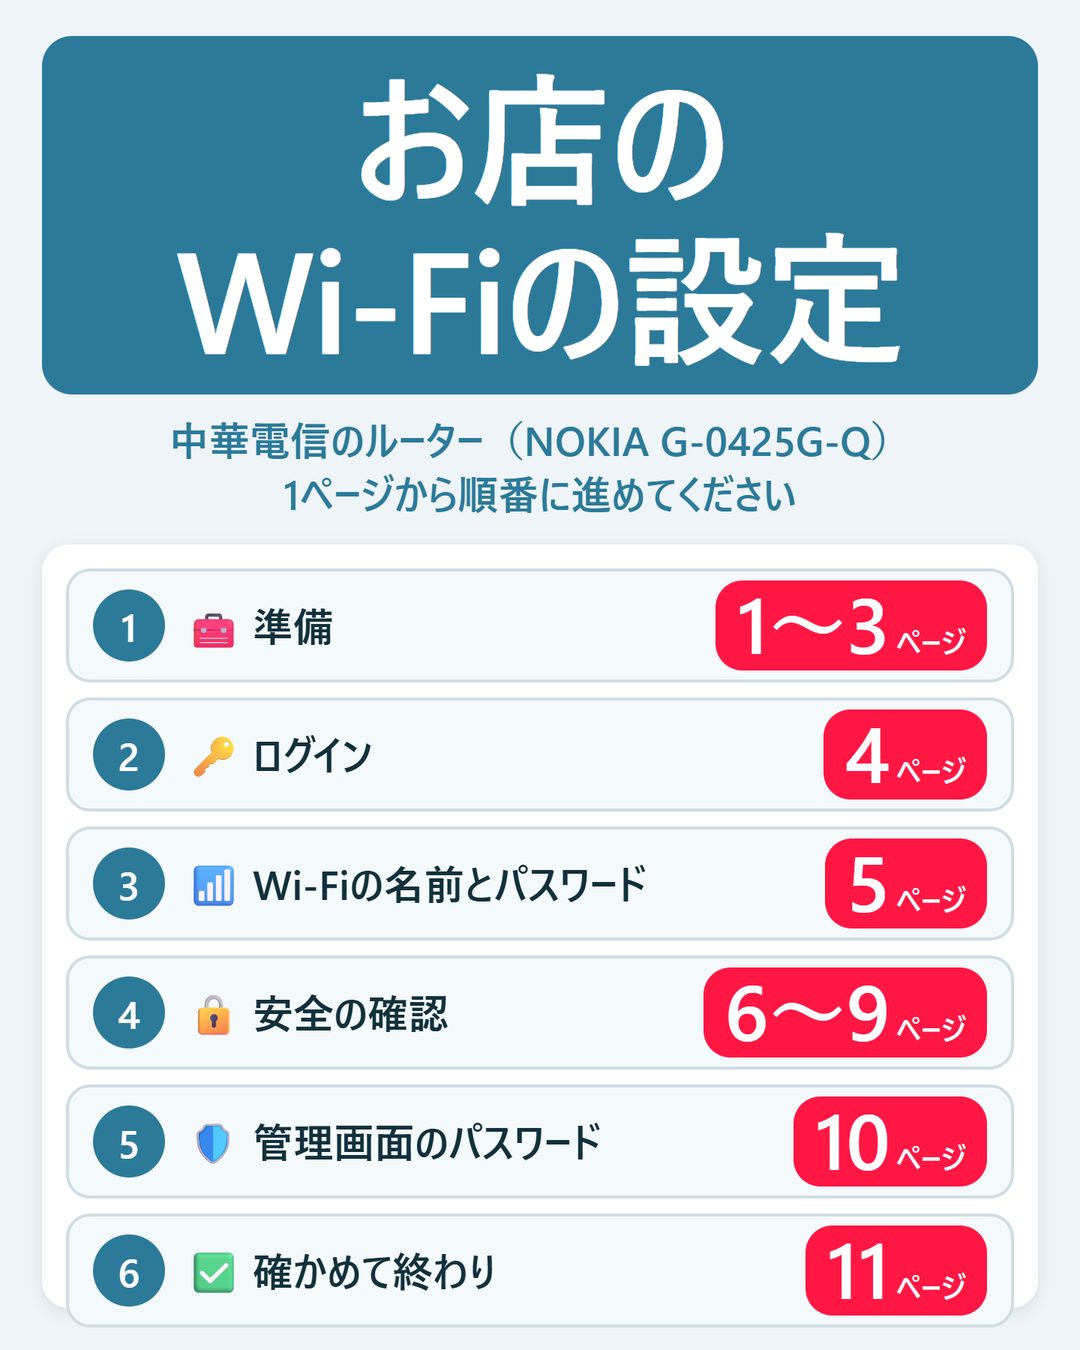 お店の
Wi-Fiの設定
中華電信のルーター（NOKIA G-0425G-Q）
1ページから順番に進めてください
1 準備 1〜3ページ
2 ログイン 4ページ
3 Wi-Fiの名前とパスワード 5ページ
4 安全の確認 6〜9ページ
5 管理画面のパスワード 10ページ
6 確かめて終わり 11ページ